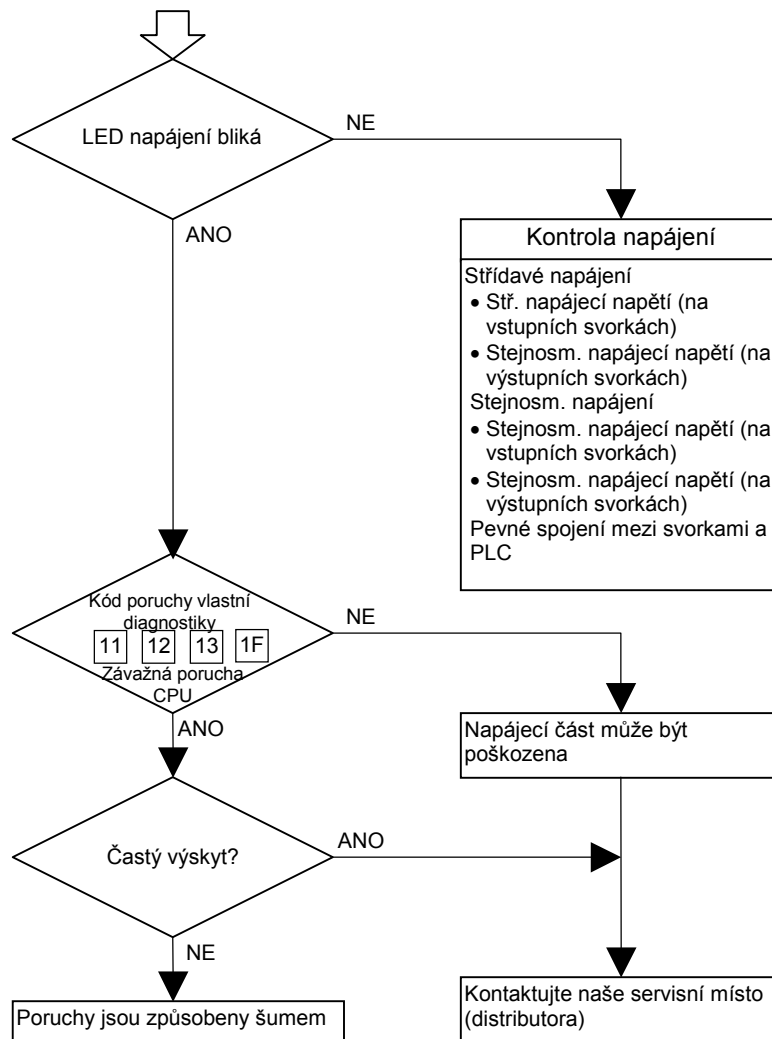 LED napájení bliká
NE
ANO
Kontrola napájení
Střídavé napájení
• Stř. napájecí napětí (na
vstupních svorkách)
• Stejnosm. napájecí napětí (na
výstupních svorkách)
Stejnosm. napájení
• Stejnosm. napájecí napětí (na
vstupních svorkách)
• Stejnosm. napájecí napětí (na
výstupních svorkách)
Pevné spojení mezi svorkami a
PLC
Kód poruchy vlastní
diagnostiky
11 12 13 1F
Závažná porucha
CPU
NE
ANO
Napájecí část může být
poškozena
Častý výskyt?
ANO
NE
Poruchy jsou způsobeny šumem
Kontaktujte naše servisní místo
(distributora)